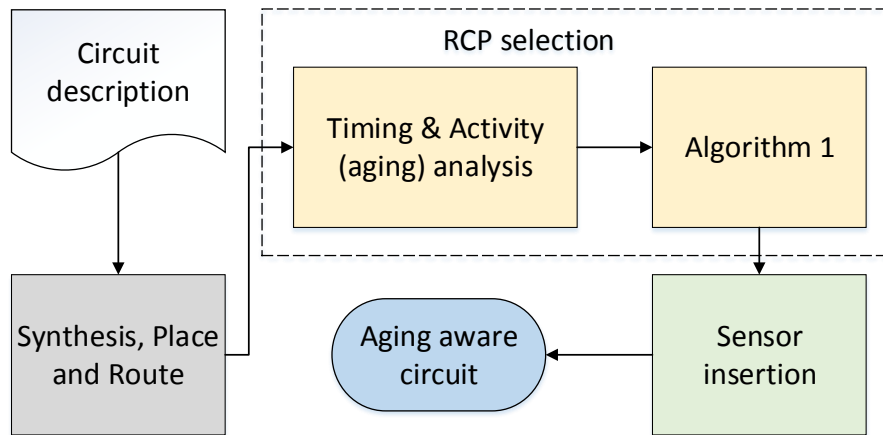 Circuit
description
RCP selection
Timing & Activity
(aging) analysis
Algorithm 1
Synthesis, Place
and Route
Aging aware
circuit
Sensor
insertion